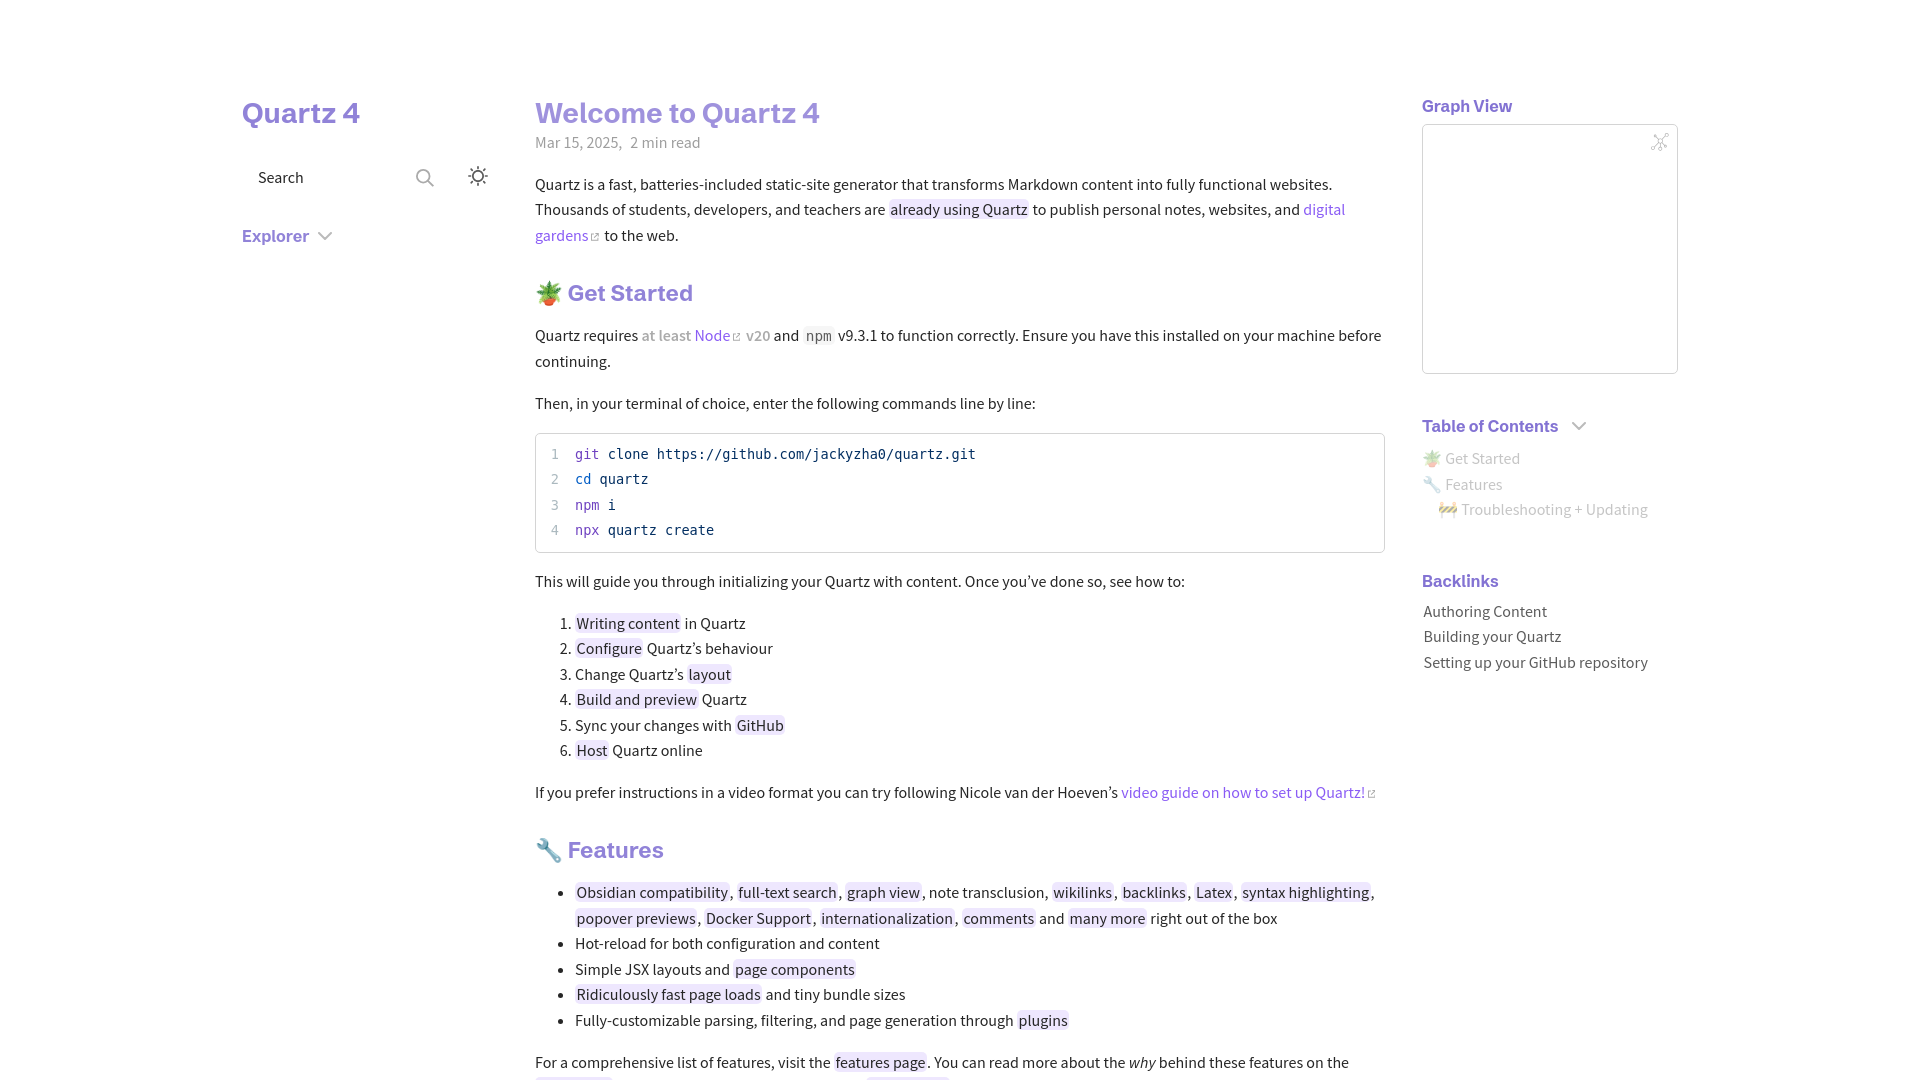 Quartz 4
Search
Explorer
Welcome to Quartz 4
Mar 15, 2025, 2 min read
Quartz is a fast, batteries-included static-site generator that transforms Markdown content into fully functional websites.
Thousands of students, developers, and teachers are already using Quartz to publish personal notes, websites, and digital
gardens to the web.
🪴 Get Started
Quartz requires at least Node v20 and npm v9.3.1 to function correctly. Ensure you have this installed on your machine before
continuing.
Then, in your terminal of choice, enter the following commands line by line:
1 git clone https://github.com/jackyzha0/quartz.git
2 cd quartz
3 npm i
4 npx quartz create
This will guide you through initializing your Quartz with content. Once you’ve done so, see how to:
1. Writing content in Quartz
2. Configure Quartz’s behaviour
3. Change Quartz’s layout
4. Build and preview Quartz
5. Sync your changes with GitHub
6. Host Quartz online
If you prefer instructions in a video format you can try following Nicole van der Hoeven’s video guide on how to set up Quartz!
🔧 Features
• Obsidian compatibility, full-text search, graph view, note transclusion, wikilinks, backlinks, Latex, syntax highlighting,
popover previews, Docker Support, internationalization, comments and many more right out of the box
• Hot-reload for both configuration and content
• Simple JSX layouts and page components
• Ridiculously fast page loads and tiny bundle sizes
• Fully-customizable parsing, filtering, and page generation through plugins
For a comprehensive list of features, visit the features page. You can read more about the why behind these features on the
Graph View
Table of Contents
🪴 Get Started
🔧 Features
🚧 Troubleshooting + Updating
Backlinks
Authoring Content
Building your Quartz
Setting up your GitHub repository